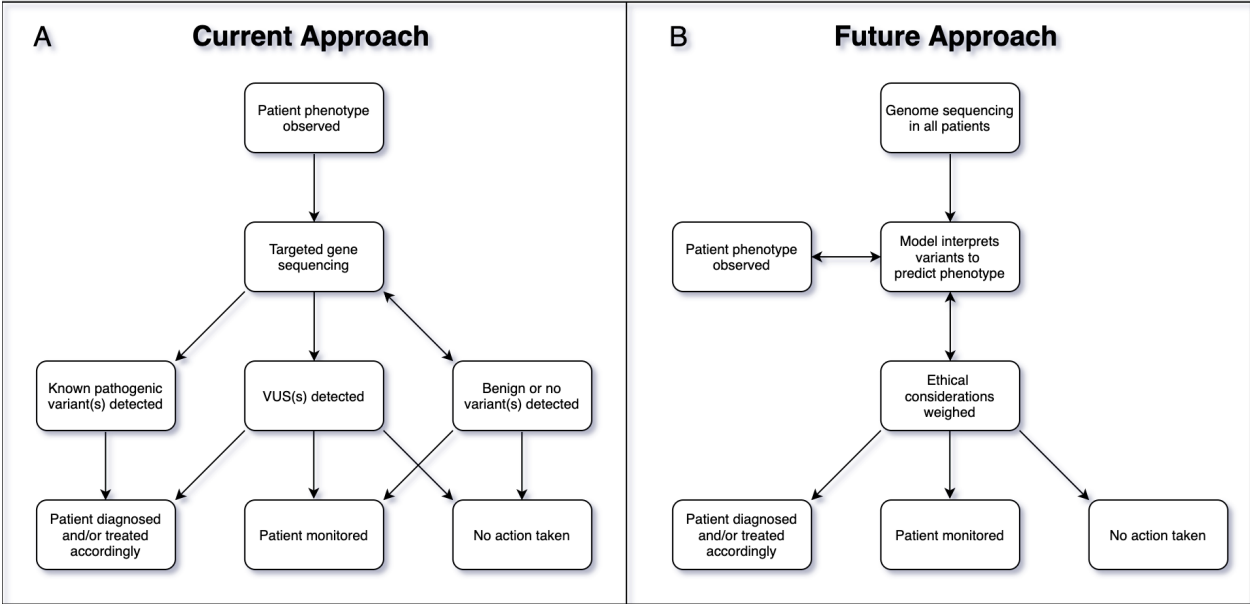 A
Current Approach
Patient phenotype
observed
Targeted gene
sequencing
Known pathogenic
variant(s) detected
VUS(s) detected
Benign or no
variant(s) detected
Patient diagnosed
and/or treated
accordingly
Patient monitored
No action taken
B
Future Approach
Genome sequencing
in all patients
Patient phenotype
observed
Model interprets
variants to
predict phenotype
Ethical
considerations
weighed
Patient diagnosed
and/or treated
accordingly
Patient monitored
No action taken